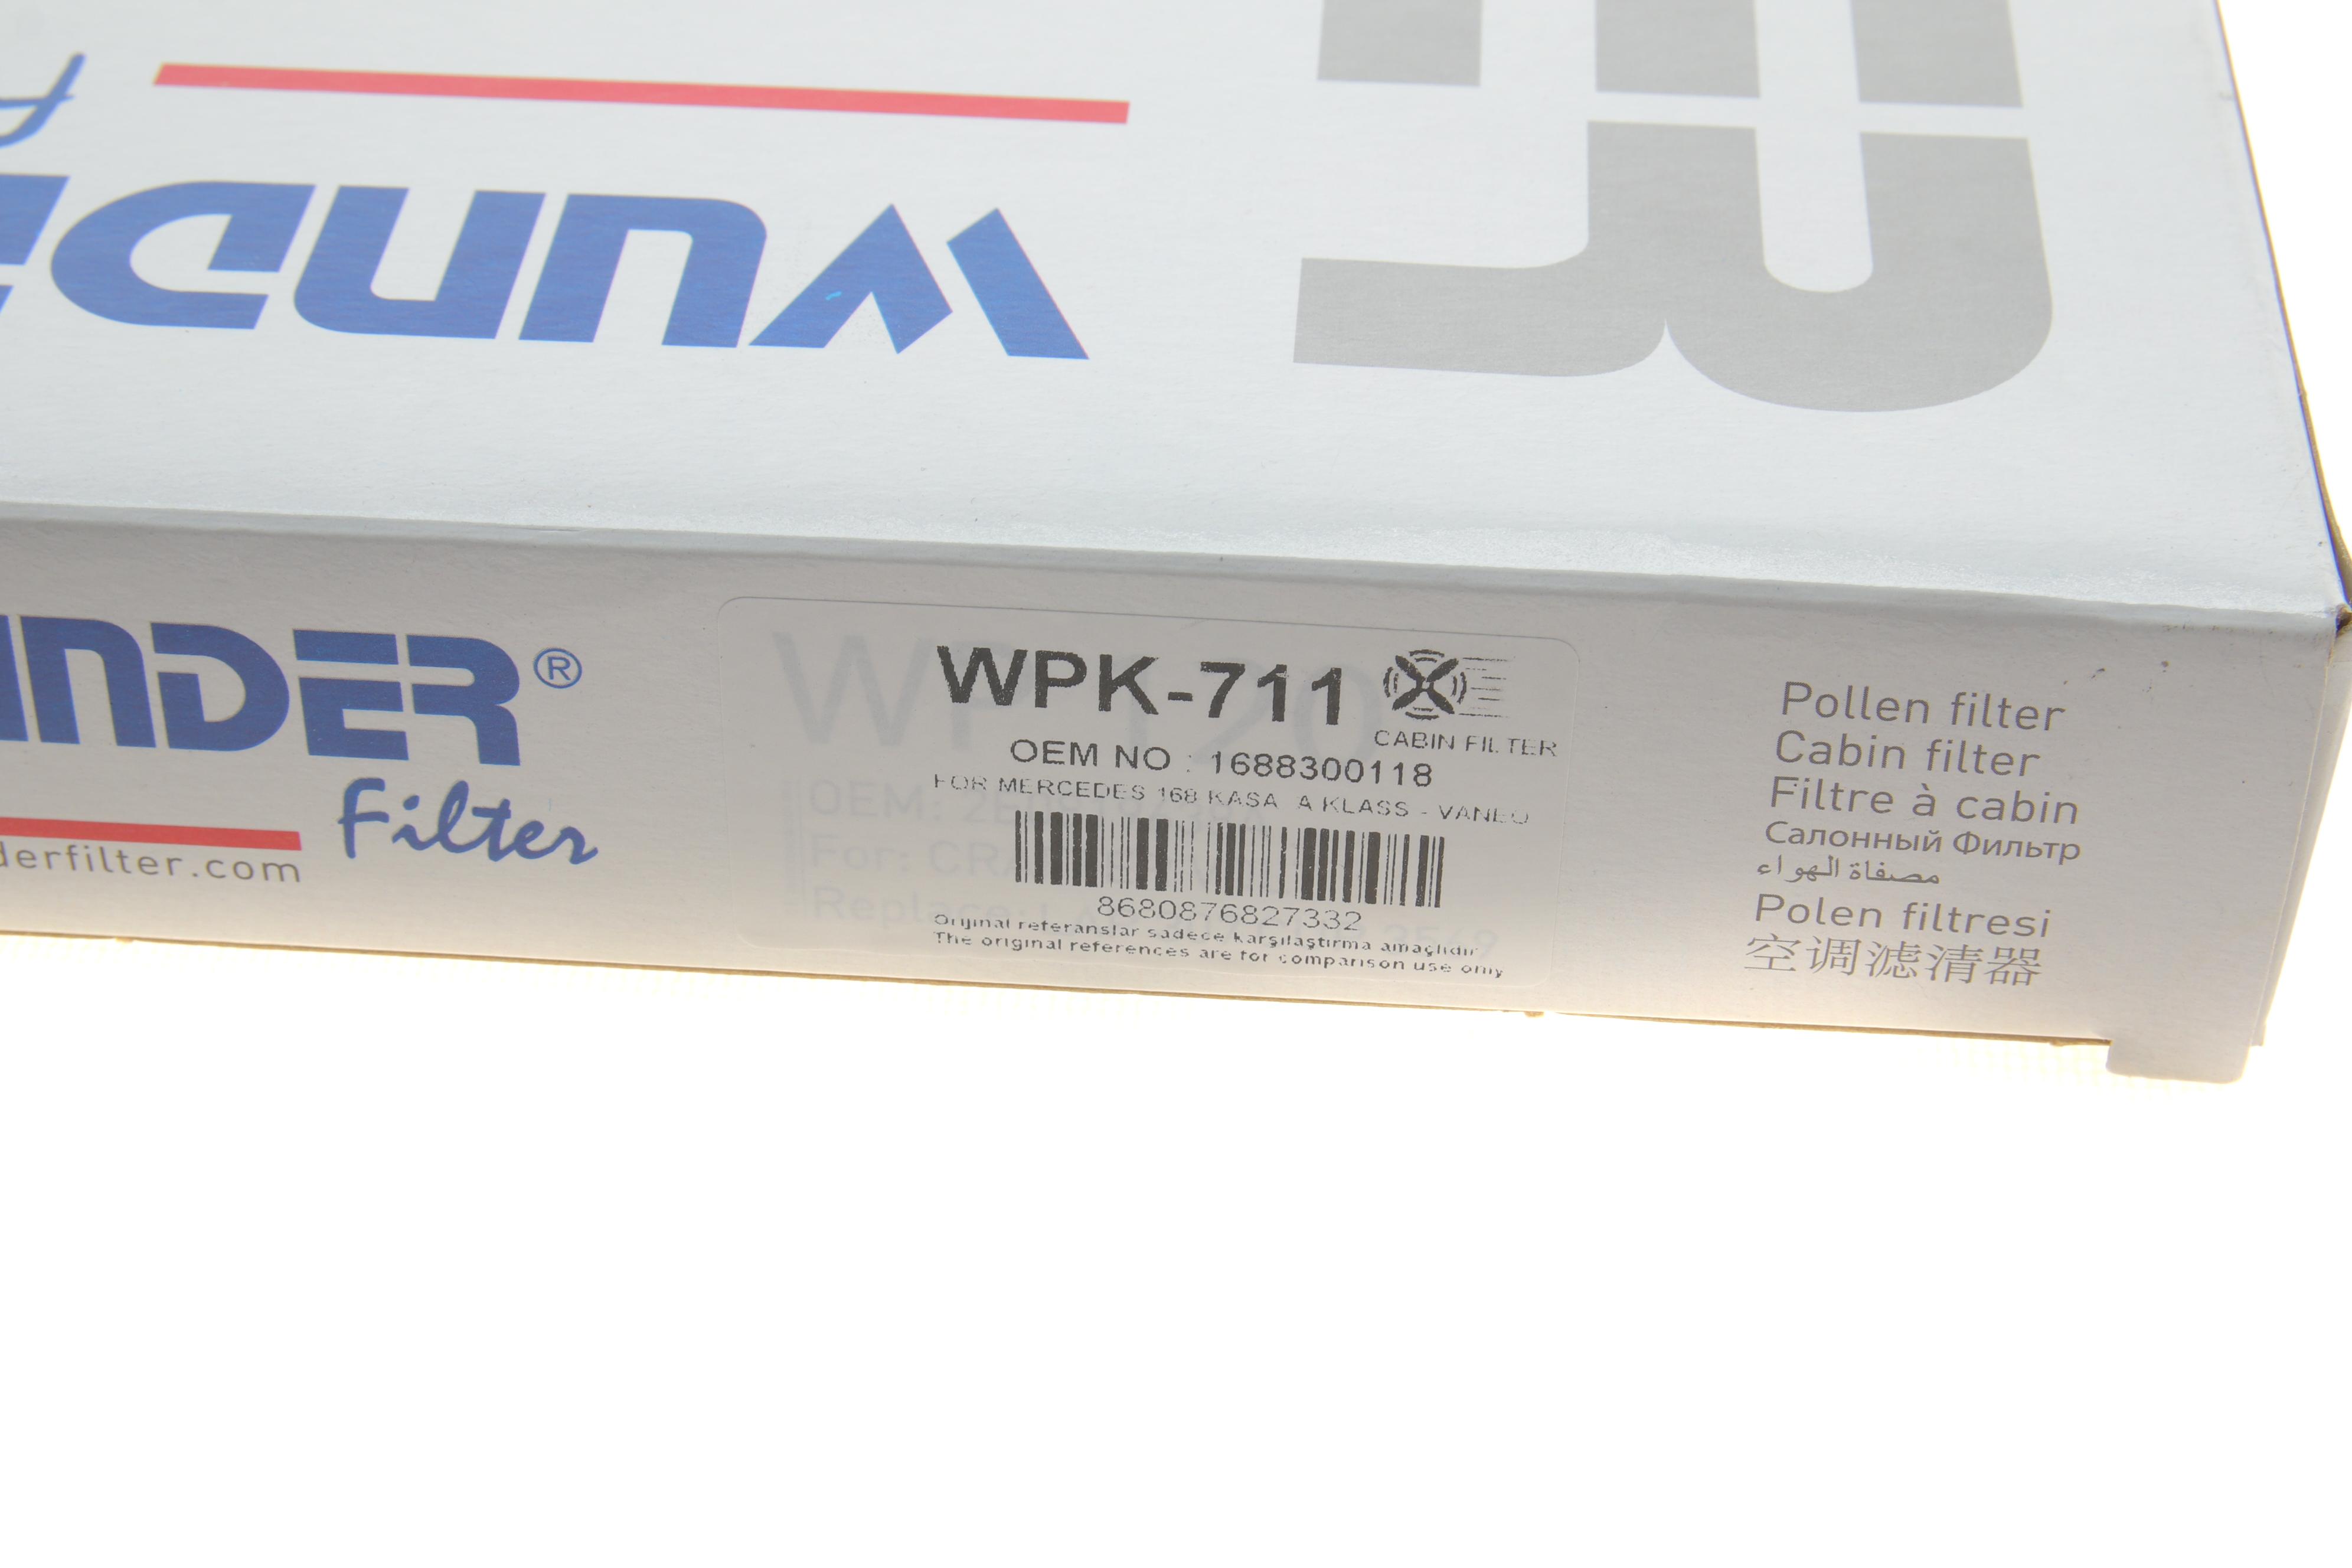 WUND
UNDER®
Filter
derfilter.com
WPK-711
CABIN FILTER
OEM NO : 1688300118
FOR MERCEDES 168 KASA A KLASS - VANEO
8680876827332
Orijinal referanslar sadece karşılaştırma amaçlıdır
The original references are for comparison use only
Pollen filter
Cabin filter
Filtre à cabin
Салонный Фильтр
مصفاة الهواء
Polen filtresi
空调滤清器